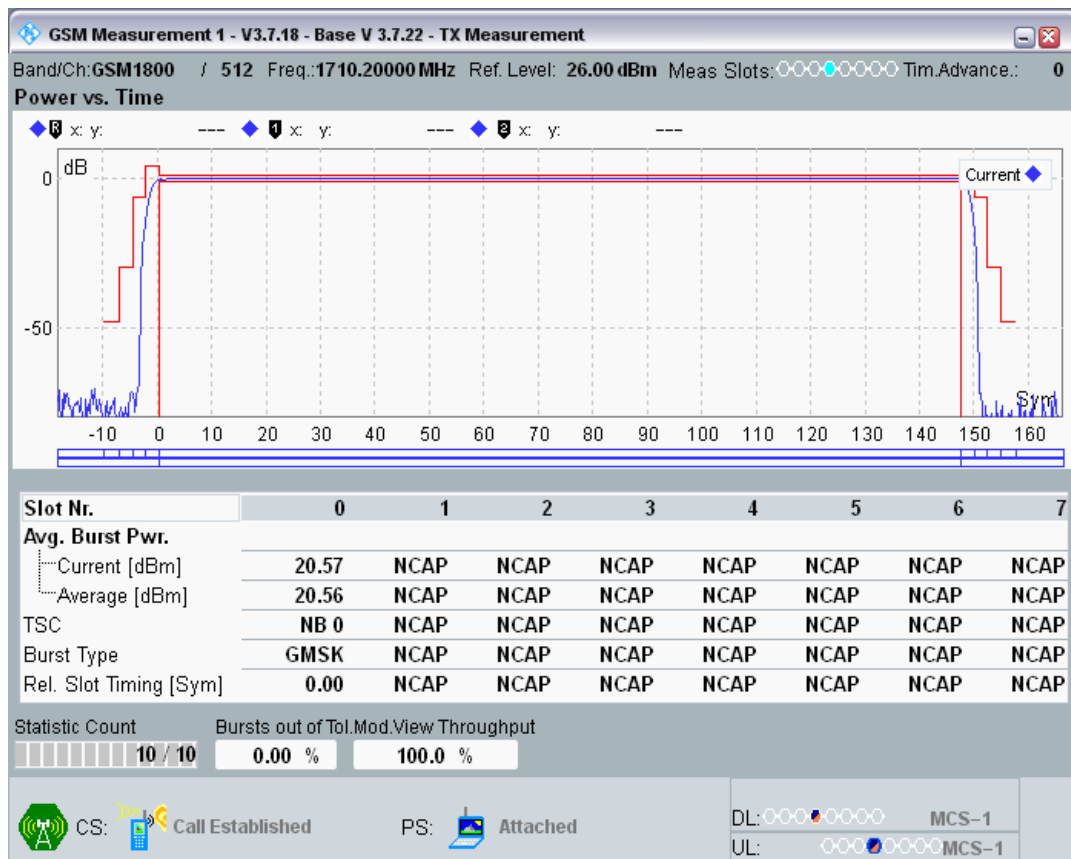 GSM Measurement 1 - V3.7.18 - Base V 3.7.22 - TX Measurement
Band/Ch:GSM1800 / 512 Freq.:1710.20000 MHz Ref. Level: 26.00 dBm Meas Slots: Tim.Advance.: 0
Power vs. Time
R x: y: --- 1 x: y: --- 2 x: y: ---
dB
0
Current
-50
Sym
-10 0 10 20 30 40 50 60 70 80 90 100 110 120 130 140 150 160
Slot Nr. 0 1 2 3 4 5 6 7
Avg. Burst Pwr.
Current [dBm] 20.57 NCAP NCAP NCAP NCAP NCAP NCAP NCAP
Average [dBm] 20.56 NCAP NCAP NCAP NCAP NCAP NCAP NCAP
TSC NB 0 NCAP NCAP NCAP NCAP NCAP NCAP NCAP
Burst Type GMSK NCAP NCAP NCAP NCAP NCAP NCAP NCAP
Rel. Slot Timing [Sym] 0.00 NCAP NCAP NCAP NCAP NCAP NCAP NCAP
Statistic Count Bursts out of Tol.Mod.View Throughput
10 / 10 0.00 % 100.0 %
CS: Call Established PS: Attached DL: MCS-1
UL: MCS-1